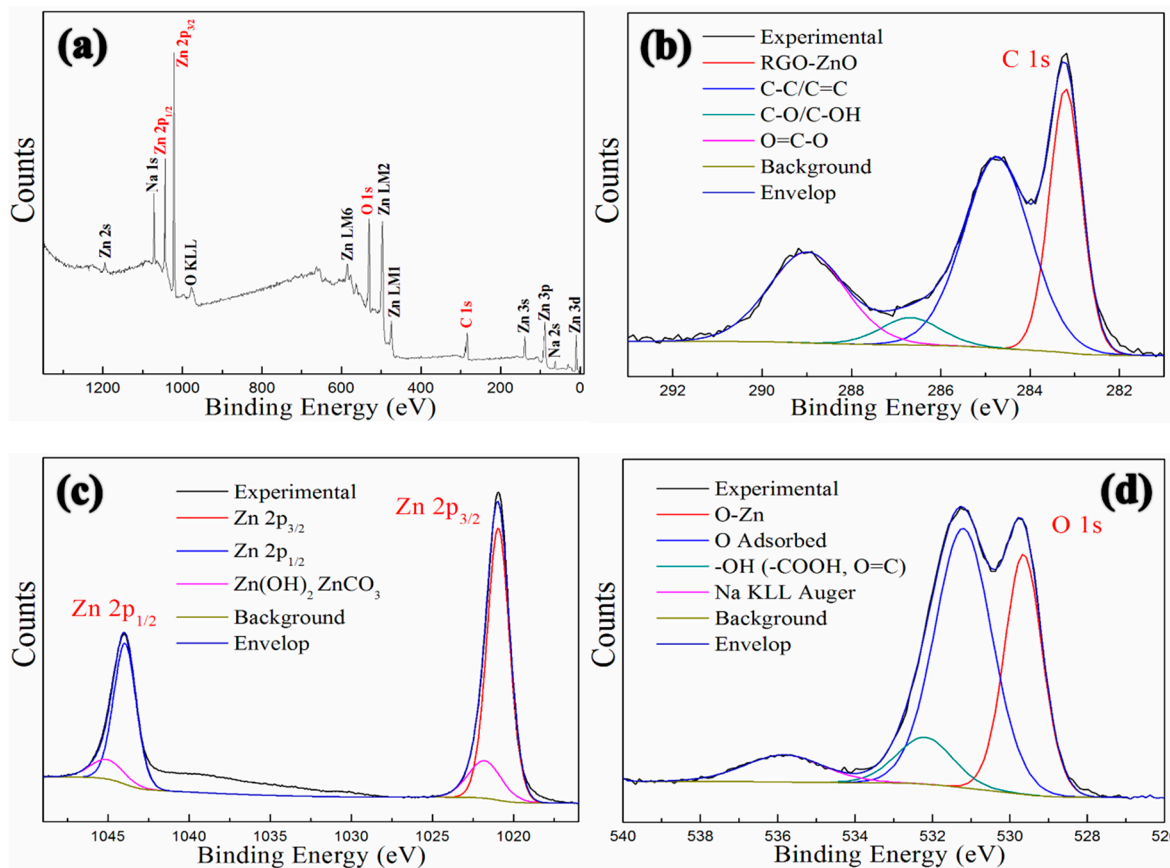 (a)
Zn 2s
Na 1s
Zn 2p1/2
Zn 2p3/2
O KLL
Zn LM6
O 1s
Zn LM2
Zn LM1
C 1s
Zn 3s
Zn 3p
Na 2s
Zn 3d
Counts
1200
1000
800
600
400
200
0
Binding Energy (eV)
(b)
Experimental
RGO-ZnO
C-C/C=C
C-O/C-OH
O=C-O
Background
Envelop
C 1s
Counts
292
290
288
286
284
282
Binding Energy (eV)
(c)
Experimental
Zn 2p3/2
Zn 2p1/2
Zn(OH)2 ZnCO3
Background
Envelop
Zn 2p1/2
Zn 2p3/2
Counts
1045
1040
1035
1030
1025
1020
Binding Energy (eV)
(d)
Experimental
O-Zn
O Adsorbed
-OH (-COOH, O=C)
Na KLL Auger
Background
Envelop
O 1s
Counts
540
538
536
534
532
530
528
526
Binding Energy (eV)